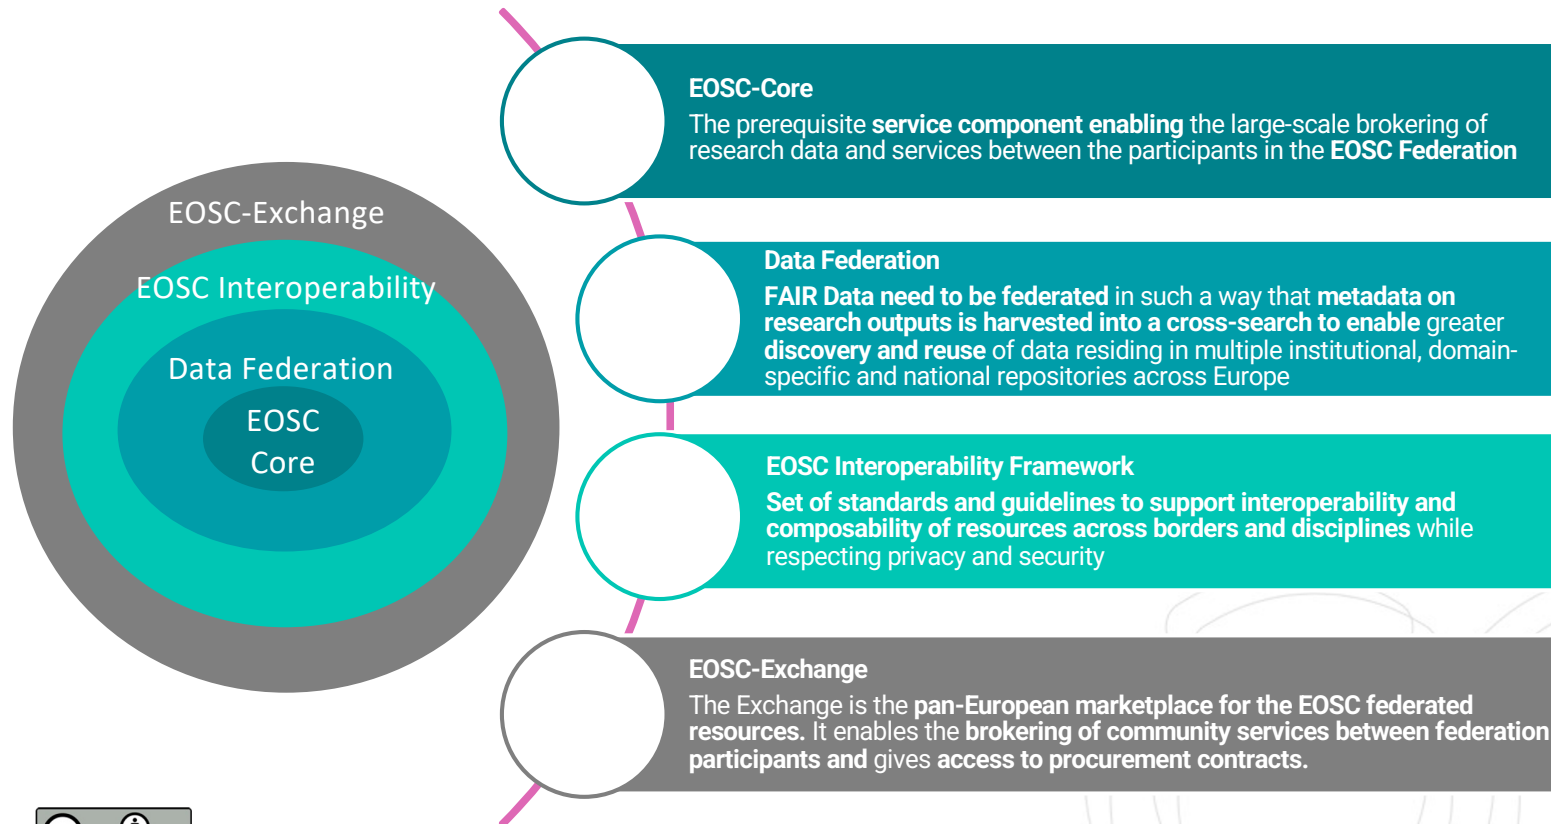 EOSC-Exchange
EOSC Interoperability
Data Federation
EOSC
Core
EOSC-Core
The prerequisite service component enabling the large-scale brokering of
research data and services between the participants in the EOSC Federation
Data Federation
FAIR Data need to be federated in such a way that metadata on
research outputs is harvested into a cross-search to enable greater
discovery and reuse of data residing in multiple institutional, domain-
specific and national repositories across Europe
EOSC Interoperability Framework
Set of standards and guidelines to support interoperability and
composability of resources across borders and disciplines while
respecting privacy and security
EOSC-Exchange
The Exchange is the pan-European marketplace for the EOSC federated
resources. It enables the brokering of community services between federation
participants and gives access to procurement contracts.